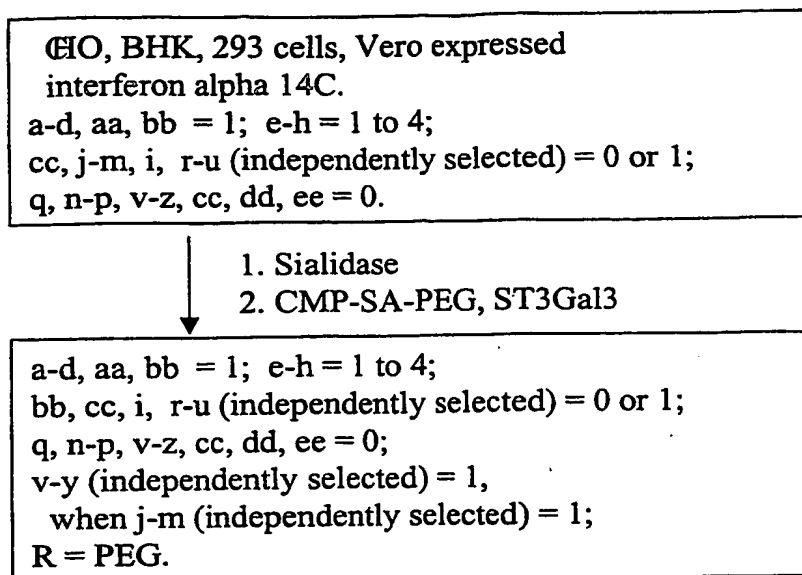 CHO, BHK, 293 cells, Vero expressed
interferon alpha 14C.
a-d, aa, bb = 1; e-h = 1 to 4;
cc, j-m, i, r-u (independently selected) = 0 or 1;
q, n-p, v-z, cc, dd, ee = 0.
1. Sialidase
2. CMP-SA-PEG, ST3Gal3
a-d, aa, bb = 1; e-h = 1 to 4;
bb, cc, i, r-u (independently selected) = 0 or 1;
q, n-p, v-z, cc, dd, ee = 0;
v-y (independently selected) = 1,
when j-m (independently selected) = 1;
R = PEG.